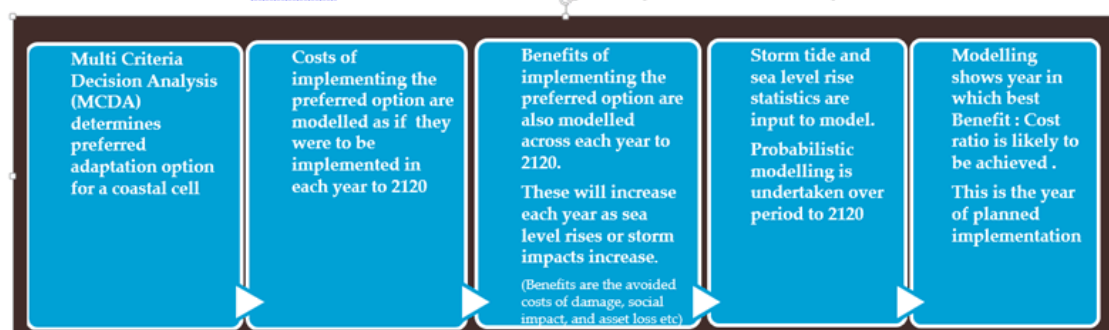 Multi Criteria
Decision Analysis
(MCDA)
determines
preferred
adaptation option
for a coastal cell
Costs of
implementing the
preferred option are
modelled as if they
were to be
implemented in
each year to 2120
Benefits of
implementing the
preferred option are
also modelled
across each year to
2120.
These will increase
each year as sea
level rises or storm
impacts increase.
(Benefits are the avoided
costs of damage, social
impact, and asset loss etc)
Storm tide and
sea level rise
statistics are
input to model.
Probabilistic
modelling is
undertaken over
period to 2120
Modelling
shows year in
which best
Benefit : Cost
ratio is likely to
be achieved .
This is the year
of planned
implementation